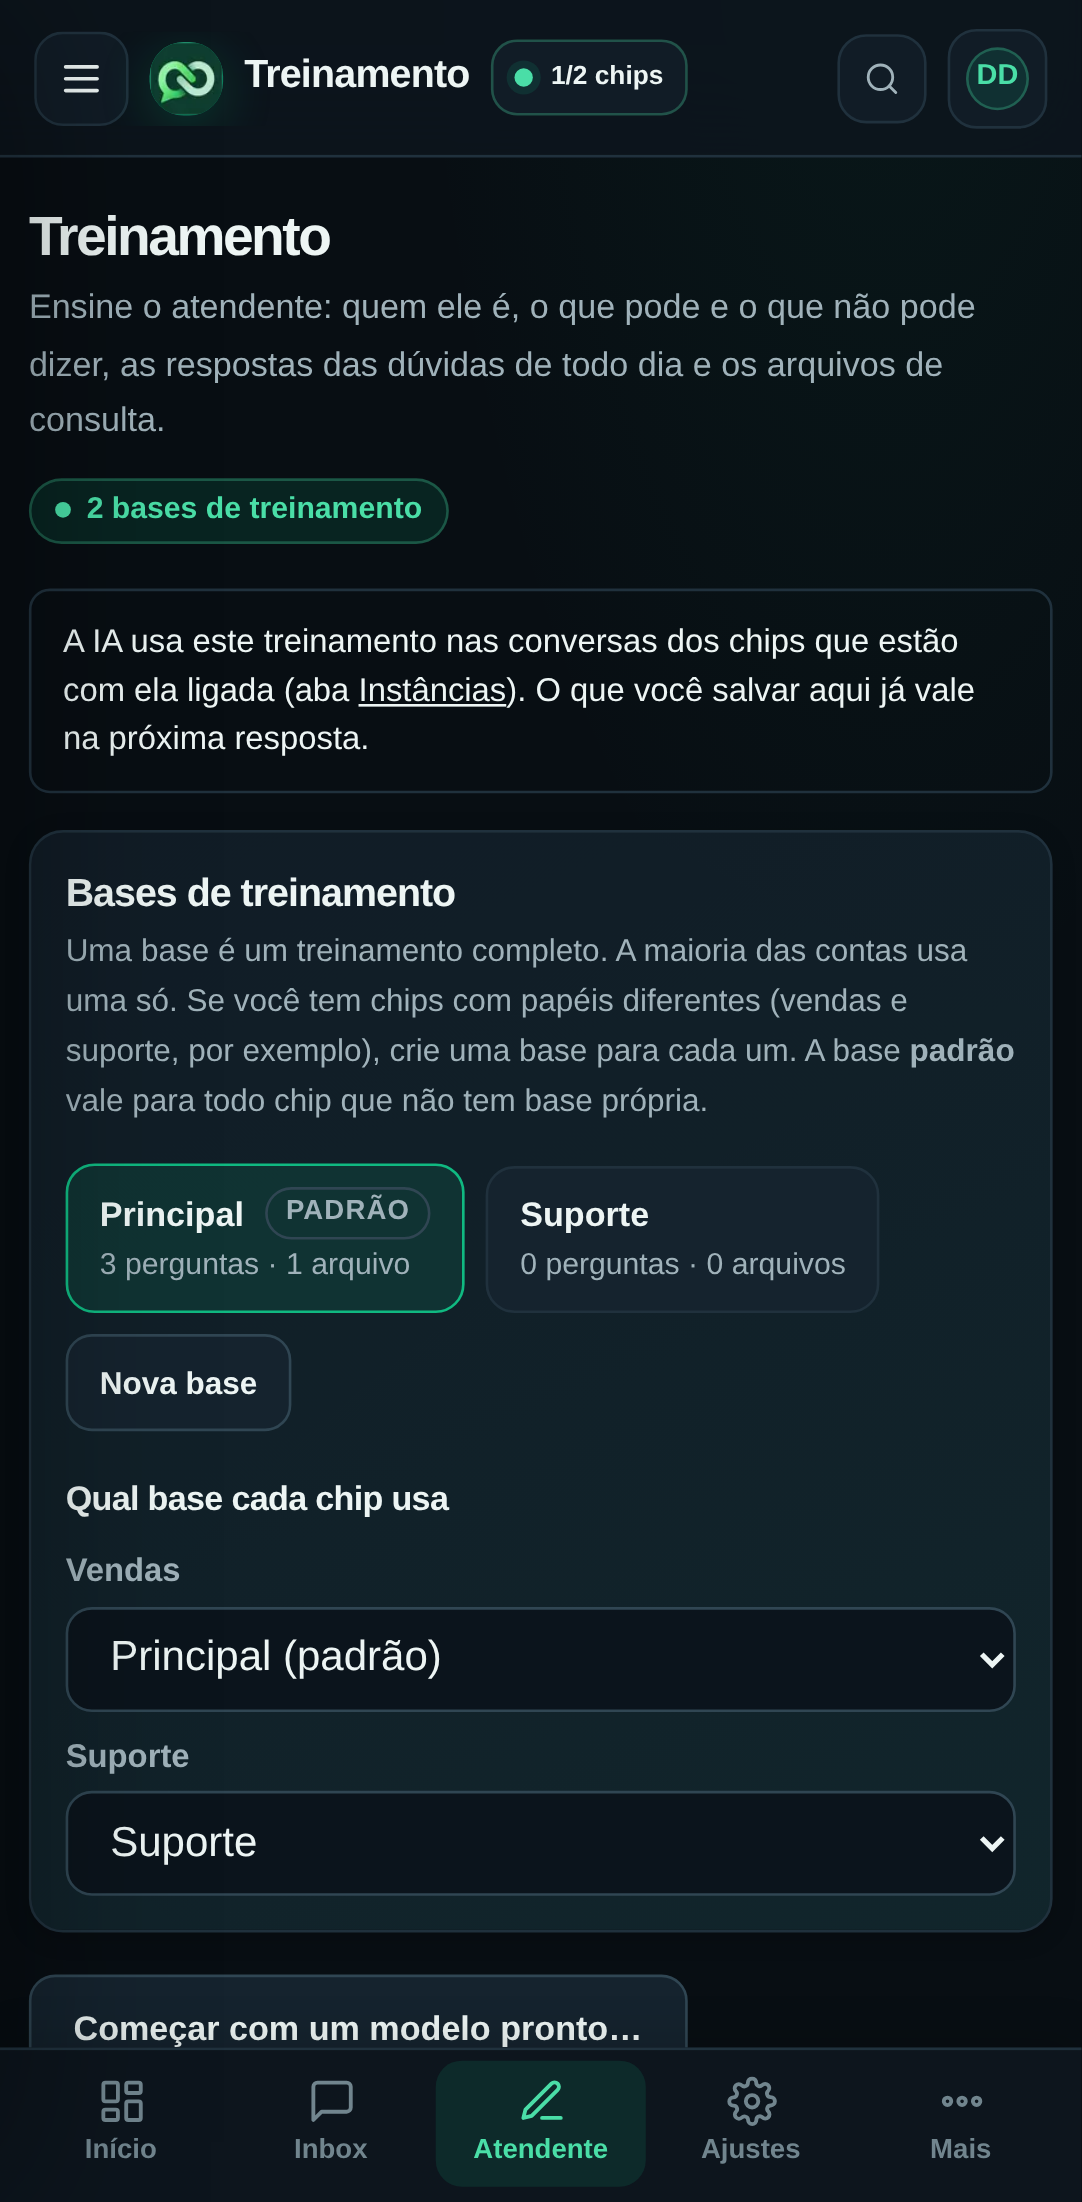 Treinamento
1/2 chips
DD
Treinamento
Ensine o atendente: quem ele é, o que pode e o que não pode
dizer, as respostas das dúvidas de todo dia e os arquivos de
consulta.
2 bases de treinamento
A IA usa este treinamento nas conversas dos chips que estão
com ela ligada (aba Instâncias). O que você salvar aqui já vale
na próxima resposta.
Bases de treinamento
Uma base é um treinamento completo. A maioria das contas usa
uma só. Se você tem chips com papéis diferentes (vendas e
suporte, por exemplo), crie uma base para cada um. A base padrão
vale para todo chip que não tem base própria.
Principal PADRÃO
3 perguntas · 1 arquivo
Suporte
0 perguntas · 0 arquivos
Nova base
Qual base cada chip usa
Vendas
Principal (padrão)
Suporte
Suporte
Começar com um modelo pronto...
Início
Inbox
Atendente
Ajustes
Mais